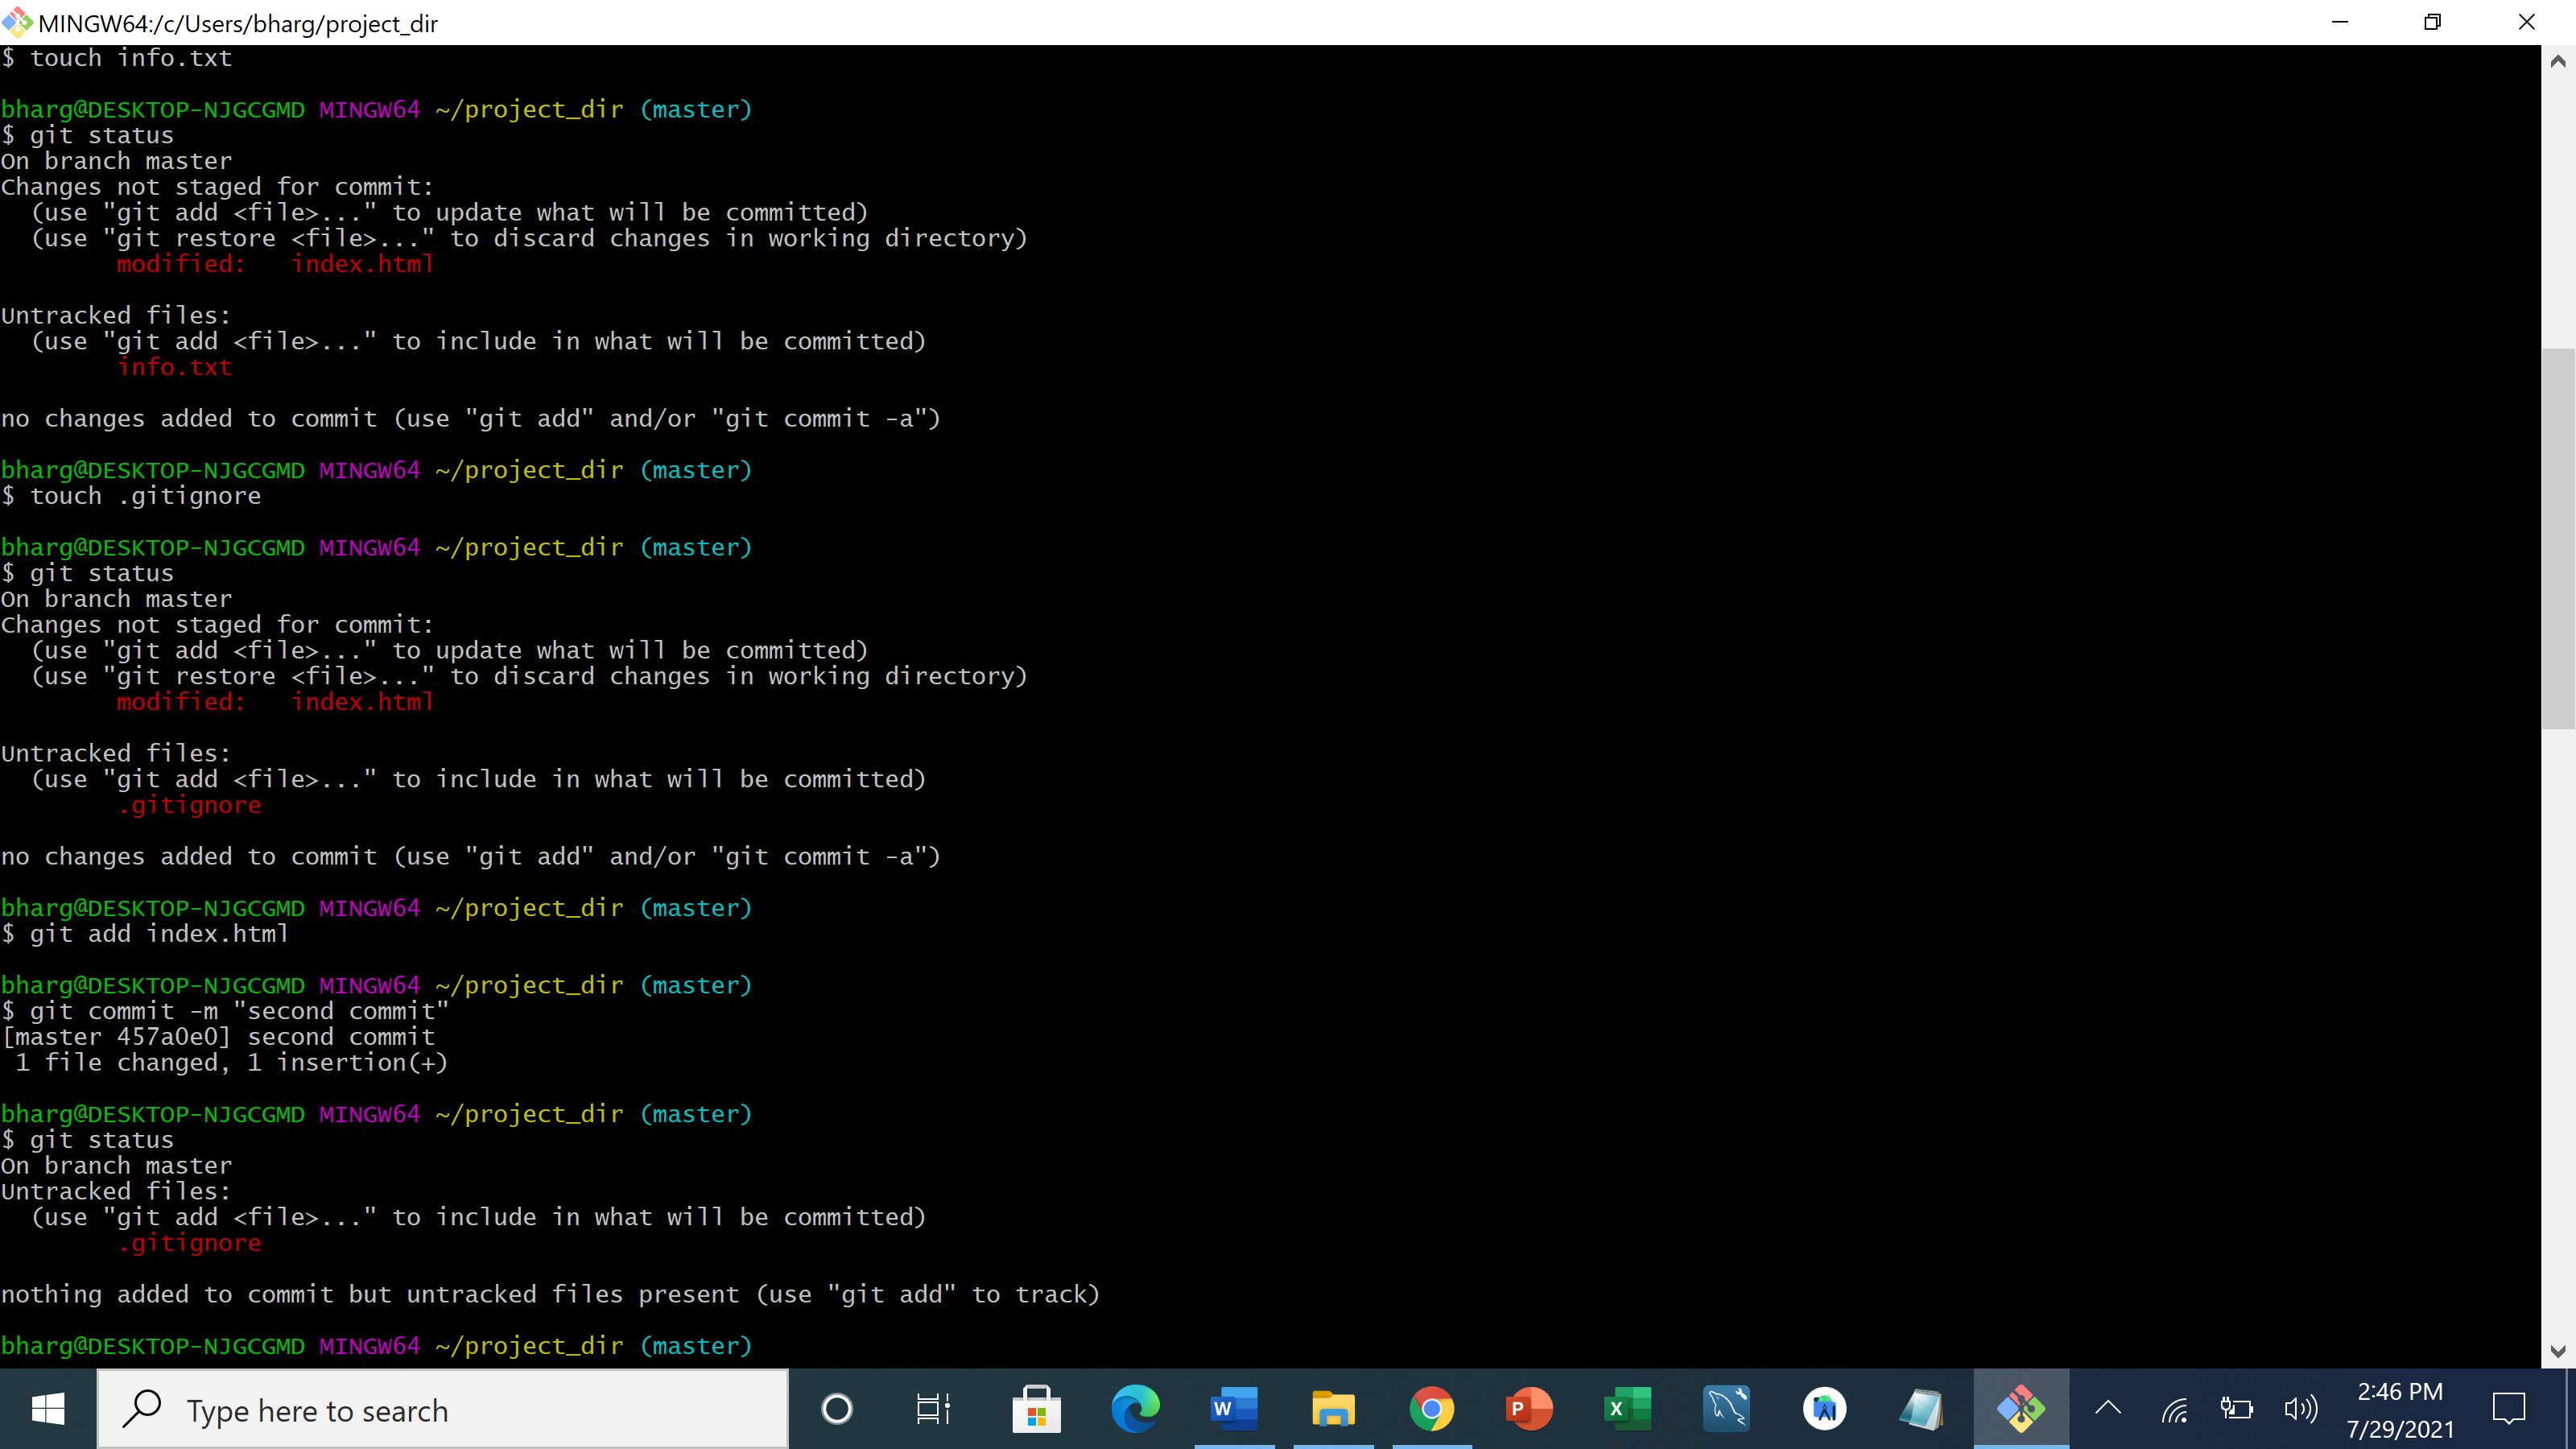 MINGW64:/c/Users/bharg/project_dir
$ touch info.txt
bharg@DESKTOP-NJGCGMD MINGW64 ~/project_dir (master)
$ git status
On branch master
Changes not staged for commit:
  (use "git add <file>..." to update what will be committed)
  (use "git restore <file>..." to discard changes in working directory)
        modified:   index.html
Untracked files:
  (use "git add <file>..." to include in what will be committed)
        info.txt
no changes added to commit (use "git add" and/or "git commit -a")
bharg@DESKTOP-NJGCGMD MINGW64 ~/project_dir (master)
$ touch .gitignore
bharg@DESKTOP-NJGCGMD MINGW64 ~/project_dir (master)
$ git status
On branch master
Changes not staged for commit:
  (use "git add <file>..." to update what will be committed)
  (use "git restore <file>..." to discard changes in working directory)
        modified:   index.html
Untracked files:
  (use "git add <file>..." to include in what will be committed)
        .gitignore
no changes added to commit (use "git add" and/or "git commit -a")
bharg@DESKTOP-NJGCGMD MINGW64 ~/project_dir (master)
$ git add index.html
bharg@DESKTOP-NJGCGMD MINGW64 ~/project_dir (master)
$ git commit -m "second commit"
[master 457a0e0] second commit
 1 file changed, 1 insertion(+)
bharg@DESKTOP-NJGCGMD MINGW64 ~/project_dir (master)
$ git status
On branch master
Untracked files:
  (use "git add <file>..." to include in what will be committed)
        .gitignore
nothing added to commit but untracked files present (use "git add" to track)
bharg@DESKTOP-NJGCGMD MINGW64 ~/project_dir (master)
Type here to search
W
P
X
2:46 PM
7/29/2021